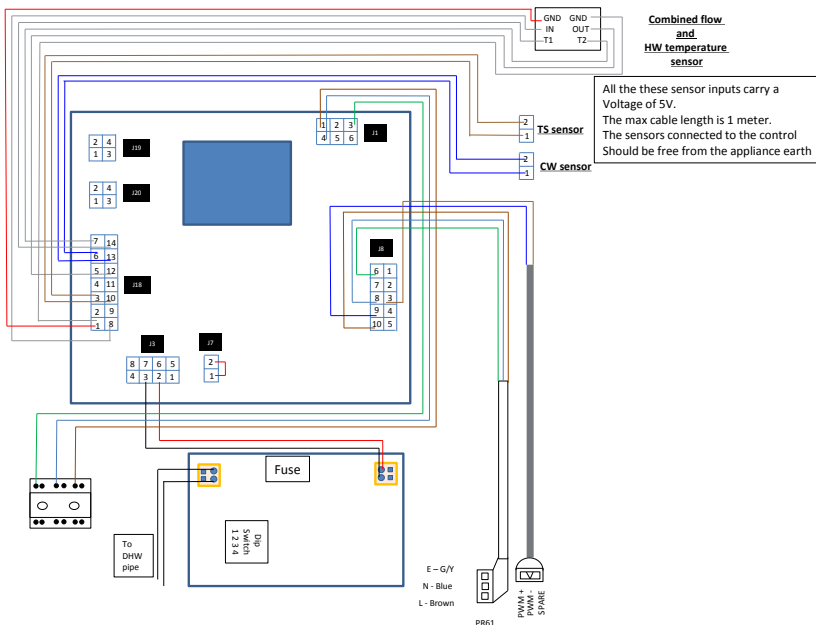 GND GND
IN OUT
T1 T2
Combined flow
and
HW temperature
sensor
All the these sensor inputs carry a
Voltage of 5V.
The max cable length is 1 meter.
The sensors connected to the control
Should be free from the appliance earth
2
1
TS sensor
2
1
CW sensor
1 2 3
4 5 6
J1
2 4
1 3
J19
2 4
1 3
J20
7 14
6 13
5 12
4 11
3 10
2 9
1 8
J18
J8
6 1
7 2
8 3
9 4
10 5
J3
8 7 6 5
4 3 2 1
J7
2
1
Fuse
Dip
Switch
1 2 3 4
To
DHW
pipe
E – G/Y
N - Blue
L - Brown
PR61
PWM +
PWM -
SPARE